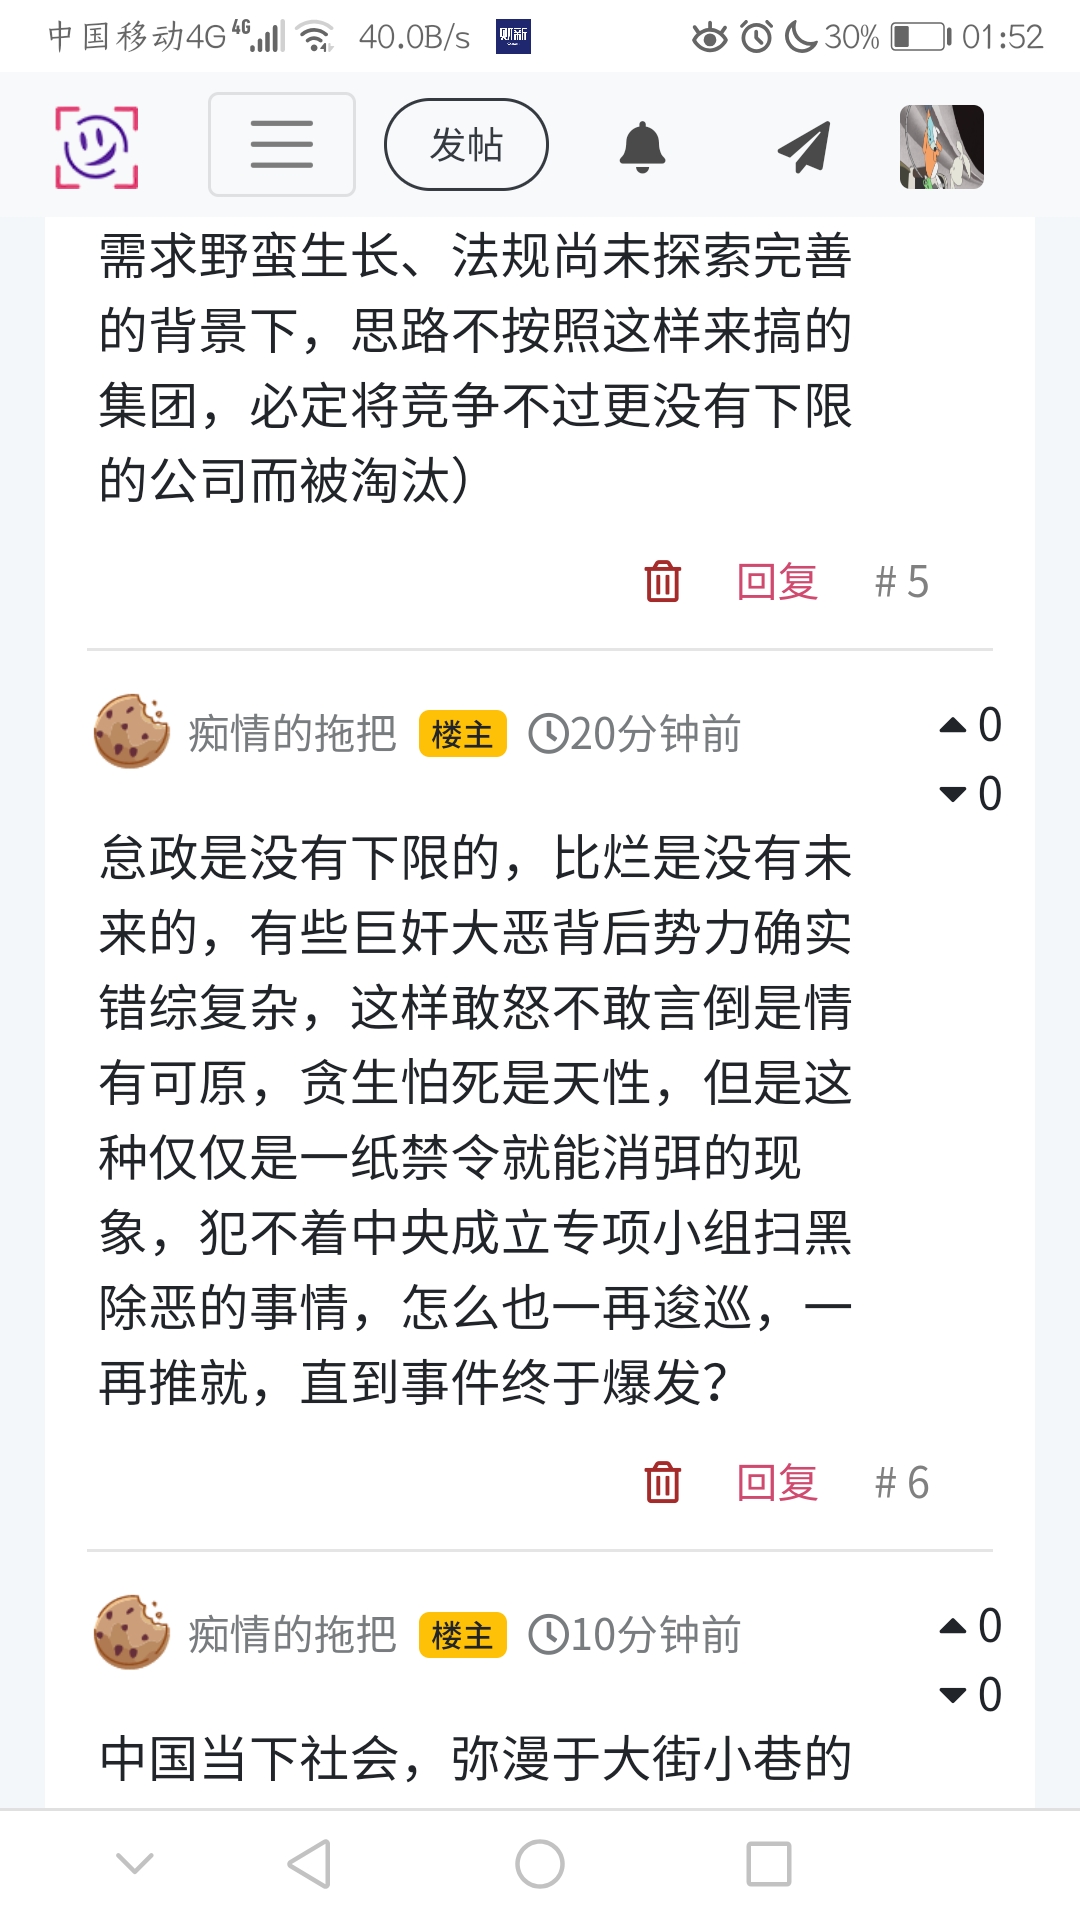 中国移动4G 4G 40.0B/s 财新 30% 01:52
发帖
需求野蛮生长、法规尚未探索完善
的背景下，思路不按照这样来搞的
集团，必定将竞争不过更没有下限
的公司而被淘汰）
回复 # 5
痴情的拖把 楼主 20分钟前
0
0
怠政是没有下限的，比烂是没有未
来的，有些巨奸大恶背后势力确实
错综复杂，这样敢怒不敢言倒是情
有可原，贪生怕死是天性，但是这
种仅仅是一纸禁令就能消弭的现
象，犯不着中央成立专项小组扫黑
除恶的事情，怎么也一再逡巡，一
再推就，直到事件终于爆发？
回复 # 6
痴情的拖把 楼主 10分钟前
0
0
中国当下社会，弥漫于大街小巷的